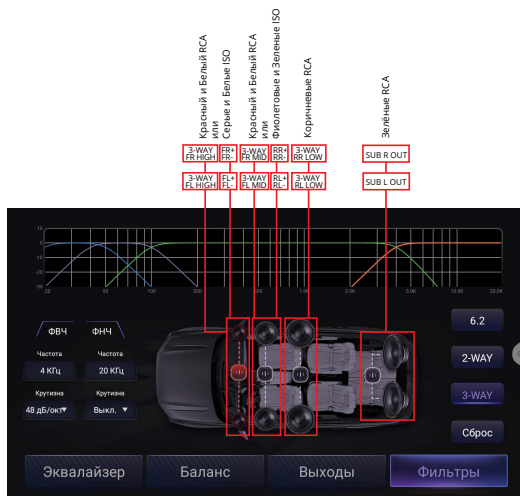 Красный и Белый RCA
или
Серые и Белые ISO
Красный и Белый RCA
или
Фиолетовые и Зеленые ISO
Коричневые RCA
Зелёные RCA
3-WAY
FR HIGH
FR+
FR-
3-WAY
FR MID
RR+
RR-
3-WAY
RR LOW
SUB R OUT
3-WAY
FL HIGH
FL+
FL-
3-WAY
FL MID
RL+
RL-
3-WAY
RL LOW
SUB L OUT
10
0
-10
-20
-30
20
50
100
200
500
1.0K
2.0K
5.0K
10.0K
20.0K
ФВЧ
ФНЧ
Частота
Частота
4 КГц
20 КГц
Крутизна
Крутизна
48 дБ/окт▼
Выкл. ▼
6.2
2-WAY
3-WAY
Сброс
Эквалайзер
Баланс
Выходы
Фильтры